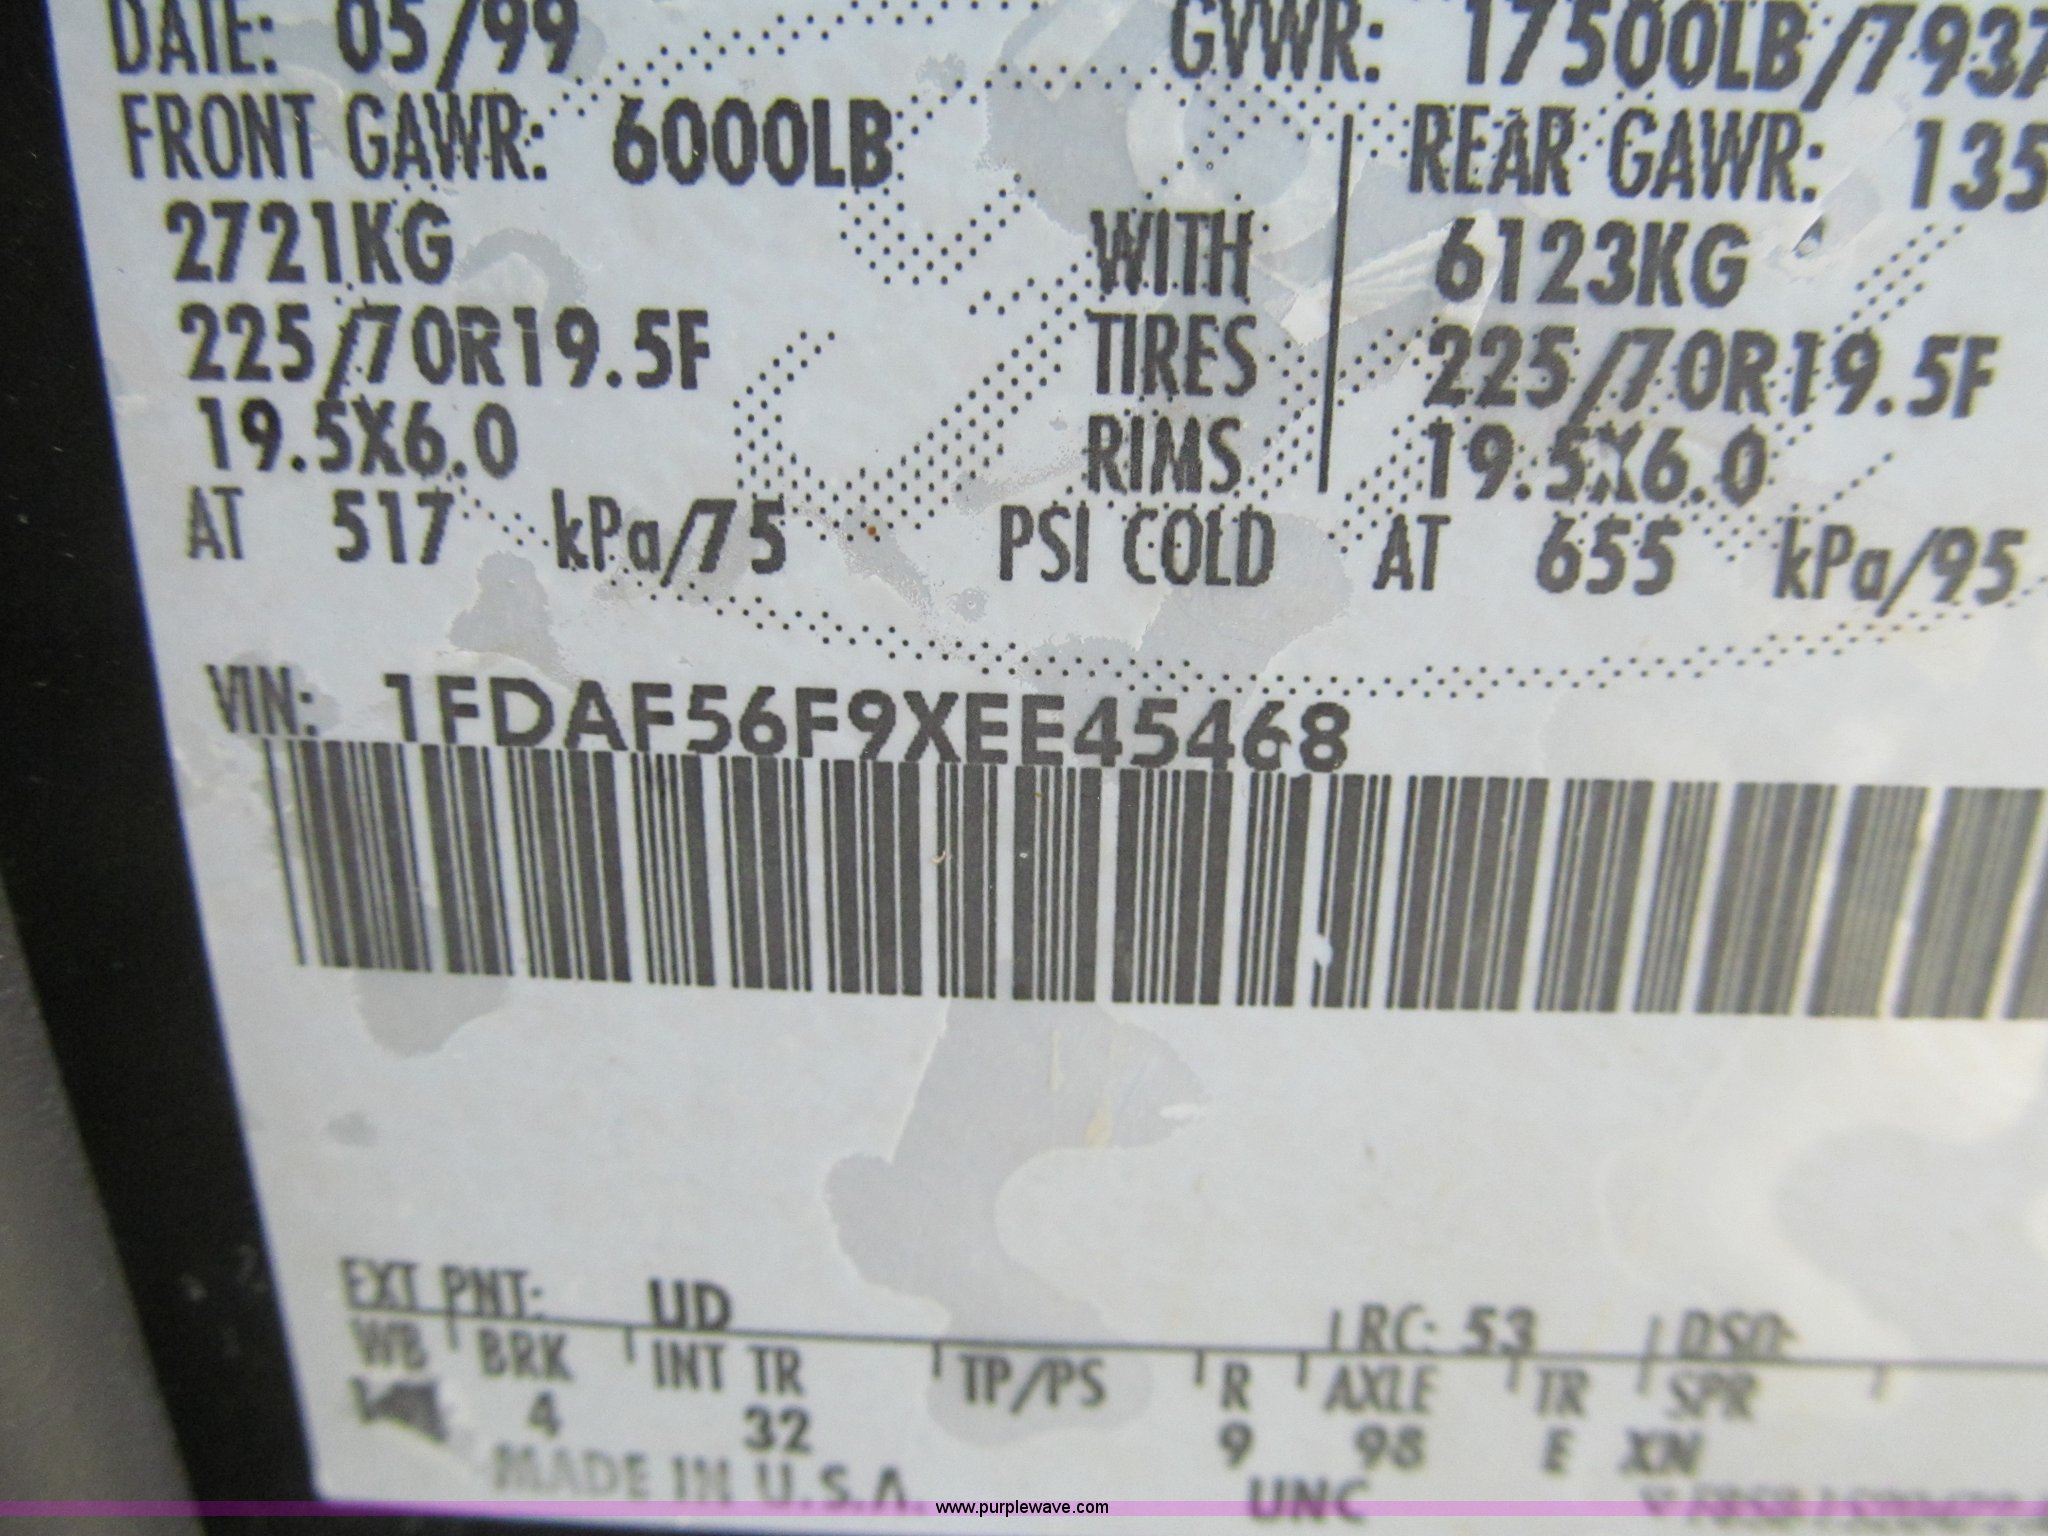 DATE: 05/99 GVWR: 17500LB/7937
FRONT GAWR: 6000LB REAR GAWR: 135
2721KG WITH 6123KG
225/70R19.5F TIRES 225/70R19.5F
19.5X6.0 RIMS 19.5X6.0
AT 517 kPa/75 PSI COLD AT 655 kPa/95
VIN: 1FDAF56F9XEE45468
EXT PNT: UD RC: 53 DSO:
WB BRK INT TR TP/PS R AXLE TR SPR
4 32 9 98 E XN
MADE IN U.S.A. UNC
www.purplewave.com